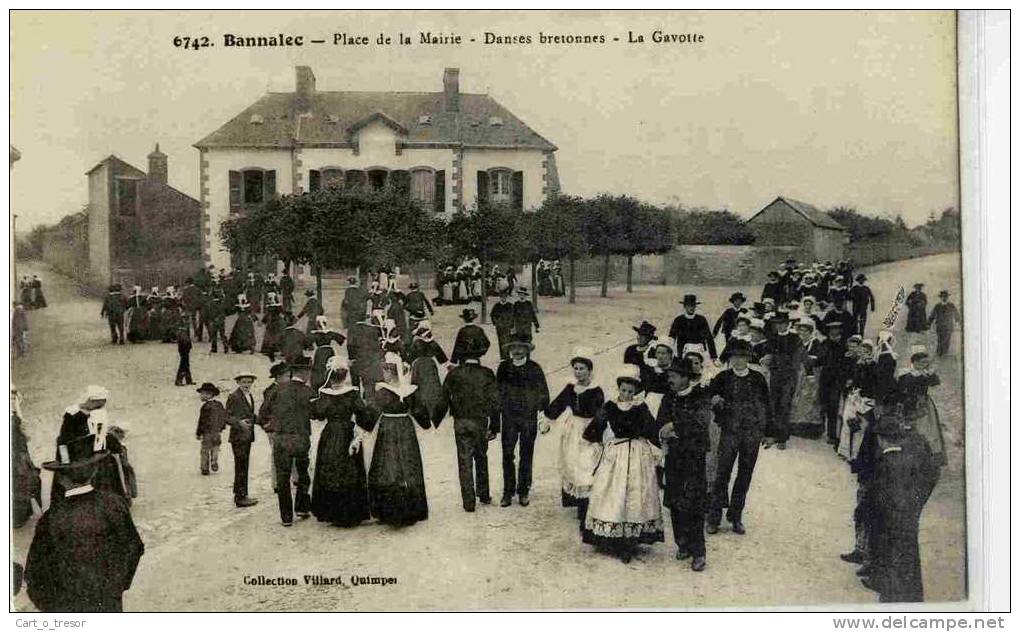 6742. Bannalec — Place de la Mairie - Danses bretonnes - La Gavotte
Collection Villard, Quimper
Cart_o_tresor
www.delcampe.net